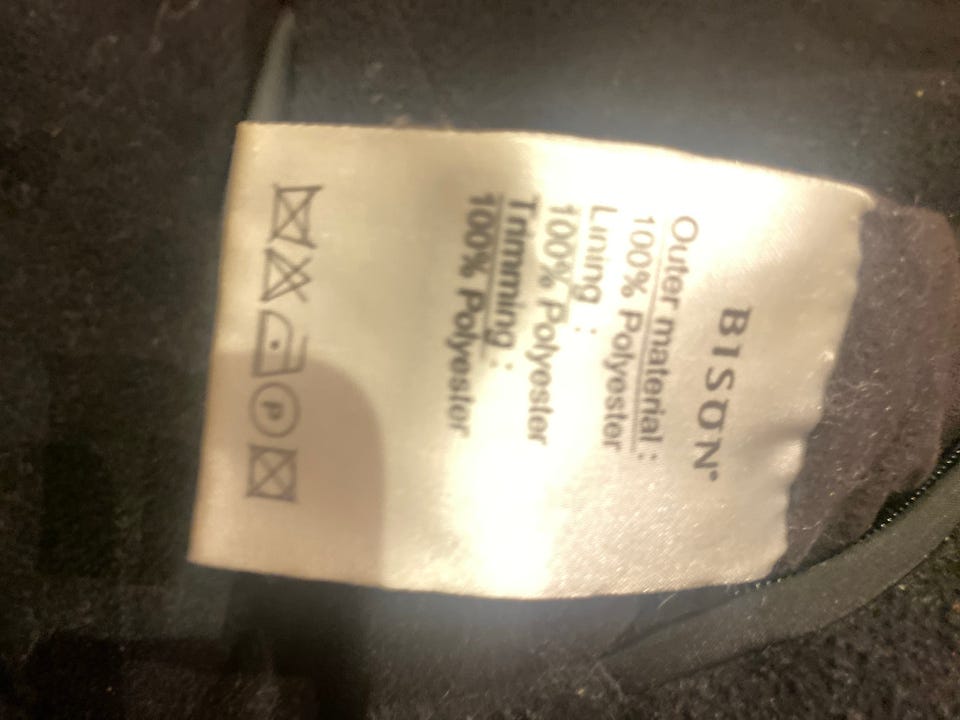 BISON
Outer material :
100% Polyester
Lining :
100% Polyester
Trimming :
100% Polyester
P